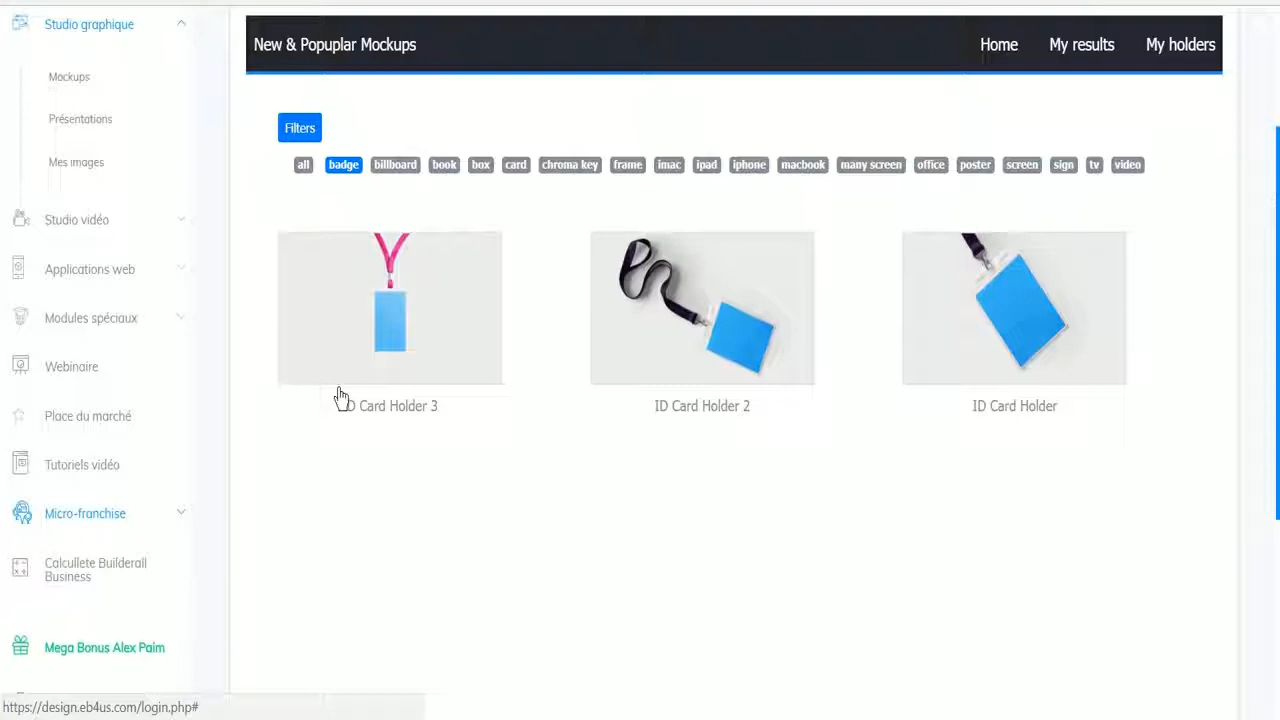 Studio graphique
Mockups
Présentations
Mes images
Studio vidéo
Applications web
Modules spéciaux
Webinaire
Place du marché
Tutoriels vidéo
Micro-franchise
Calcullete Builderall
Business
Mega Bonus Alex Paim
https://design.eb4us.com/login.php#
New & Popuplar Mockups
Home My results My holders
Filters
all badge billboard book box card chroma key frame imac ipad iphone macbook many screen office poster screen sign tv video
ID Card Holder 3
ID Card Holder 2
ID Card Holder